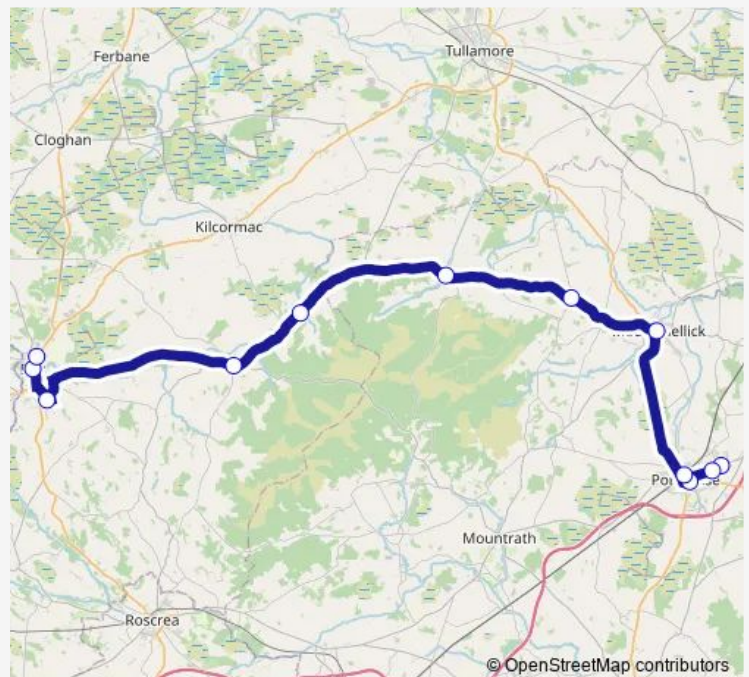 Tullamore
Ferbane
Cloghan
Kilcormac
Mountrath
Roscrea
© OpenStreetMap contributors